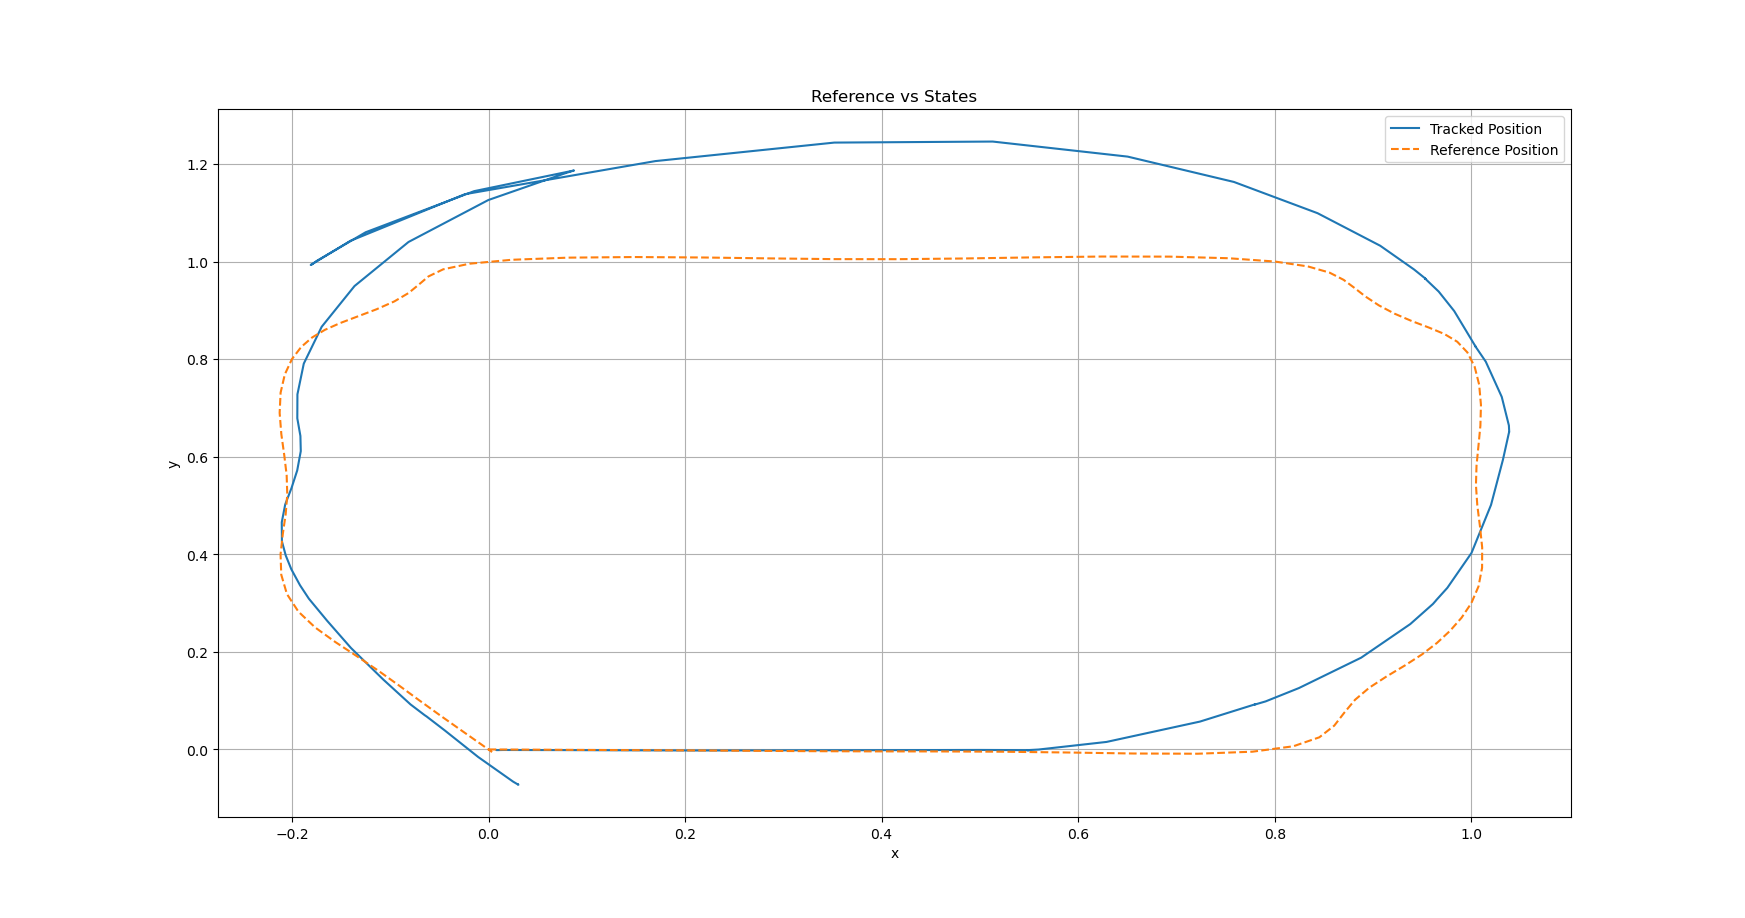 Reference vs States
Tracked Position
Reference Position
1.2
1.0
0.8
0.6
0.4
0.2
0.0
y
−0.2 0.0 0.2 0.4 0.6 0.8 1.0
x